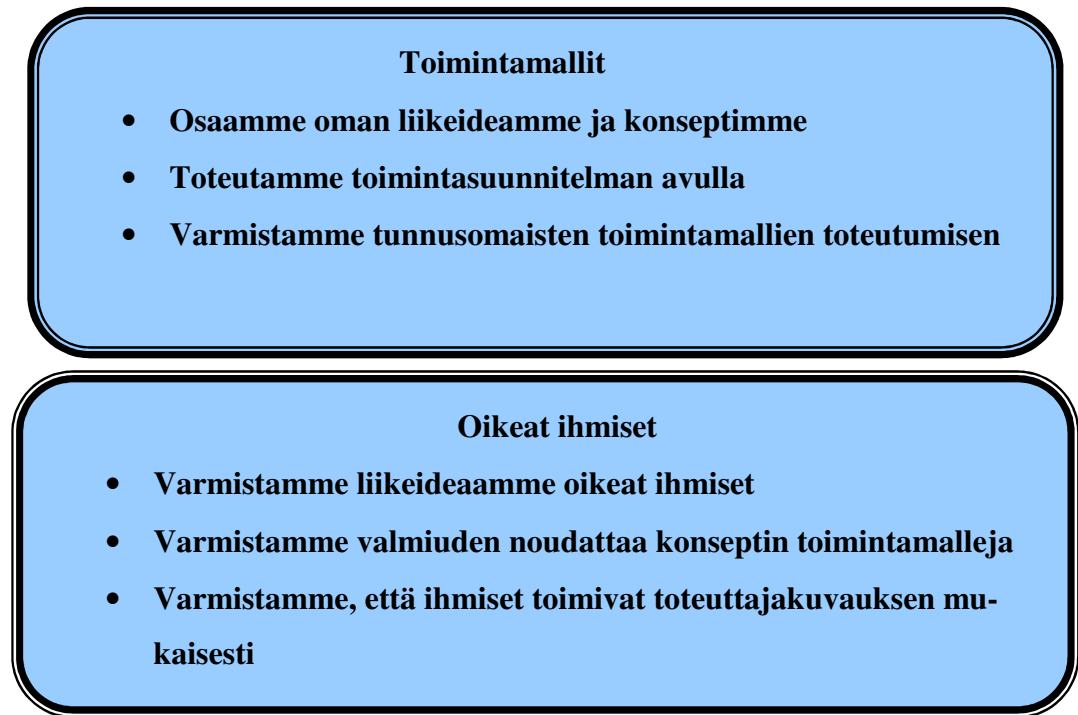 Toimintamallit
• Osaamme oman liikeideamme ja konseptimme
• Toteutamme toimintasuunnitelman avulla
• Varmistamme tunnusomaisten toimintamallien toteutumisen
Oikeat ihmiset
• Varmistamme liikeideaamme oikeat ihmiset
• Varmistamme valmiuden noudattaa konseptin toimintamalleja
• Varmistamme, että ihmiset toimivat toteuttajakuvauksen mu-
kaisesti